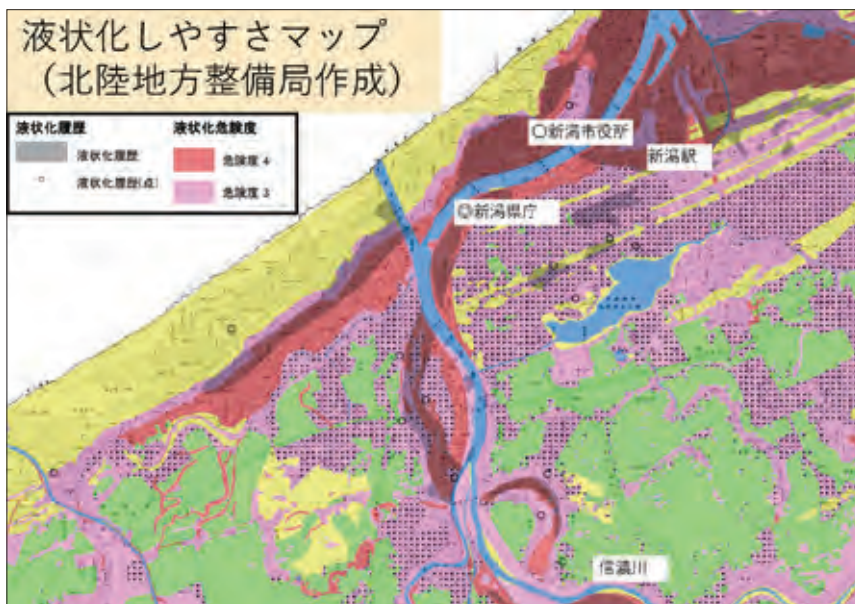 液状化しやすさマップ
（北陸地方整備局作成）
液状化履歴
液状化履歴
液状化履歴(点)
液状化危険度
危険度 4
危険度 3
○新潟市役所
新潟駅
◎新潟県庁
信濃川